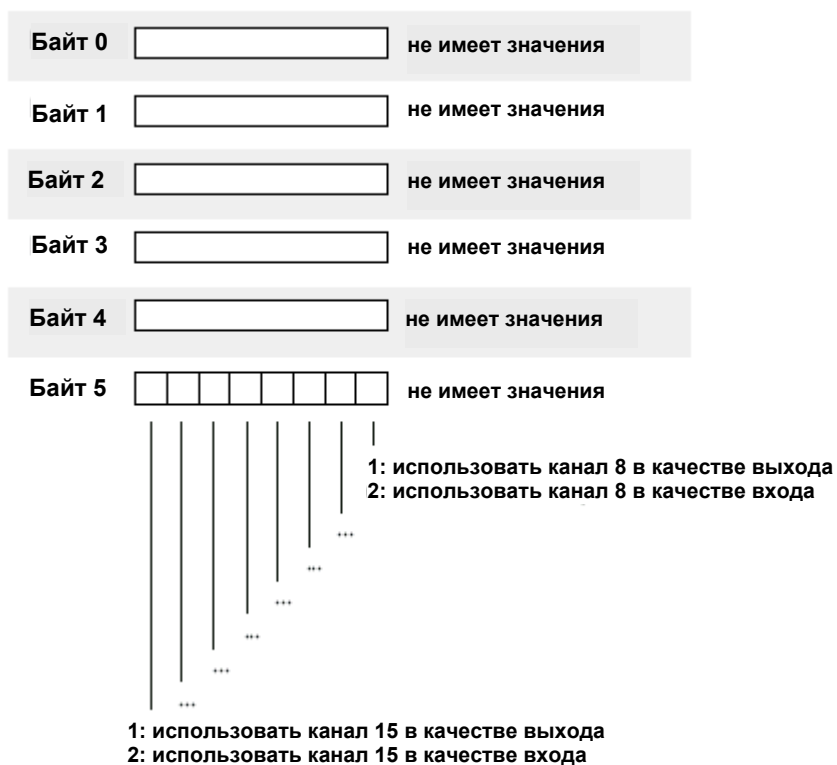 Байт 0 не имеет значения
Байт 1 не имеет значения
Байт 2 не имеет значения
Байт 3 не имеет значения
Байт 4 не имеет значения
Байт 5 не имеет значения
1: использовать канал 8 в качестве выхода
2: использовать канал 8 в качестве входа
+++
+++
+++
+++
+++
+++
1: использовать канал 15 в качестве выхода
2: использовать канал 15 в качестве входа